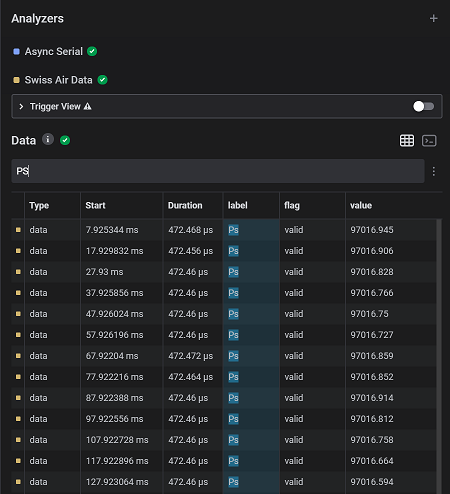 Analyzers
Async Serial
Swiss Air Data
Trigger View
Data
PS
Type Start Duration label flag value
data 7.925344 ms 472.468 µs Ps valid 97016.945
data 17.929832 ms 472.456 µs Ps valid 97016.906
data 27.93 ms 472.46 µs Ps valid 97016.828
data 37.925856 ms 472.46 µs Ps valid 97016.766
data 47.926024 ms 472.46 µs Ps valid 97016.75
data 57.926196 ms 472.46 µs Ps valid 97016.727
data 67.92204 ms 472.472 µs Ps valid 97016.859
data 77.922216 ms 472.464 µs Ps valid 97016.852
data 87.922388 ms 472.46 µs Ps valid 97016.914
data 97.922556 ms 472.46 µs Ps valid 97016.812
data 107.922728 ms 472.46 µs Ps valid 97016.758
data 117.922896 ms 472.46 µs Ps valid 97016.664
data 127.923064 ms 472.46 µs Ps valid 97016.594